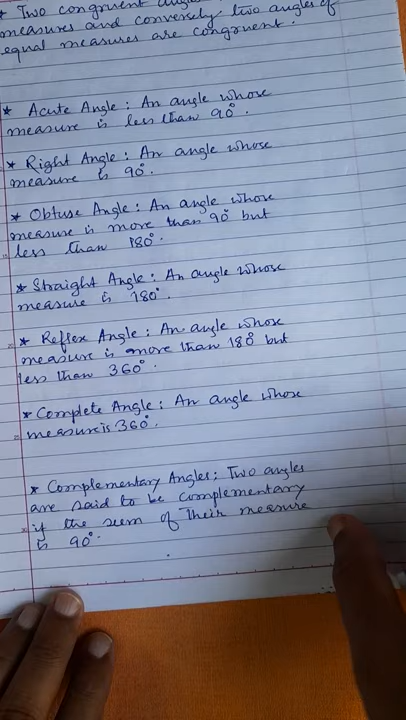 * Two congruent angles of
measures and conversely two angles of
equal measures are congruent.
* Acute Angle: An angle whose
measure is less than 90°.
* Right Angle: An angle whose
measure is 90°.
* Obtuse Angle: An angle whose
measure is more than 90° but
less than 180°.
* Straight Angle: An angle whose
measure is 180°.
* Reflex Angle: An angle whose
measure is more than 180° but
less than 360°.
* Complete Angle: An angle whose
measure is 360°.
* Complementary Angles: Two angles
are said to be complementary
if the sum of their measure
is 90°.